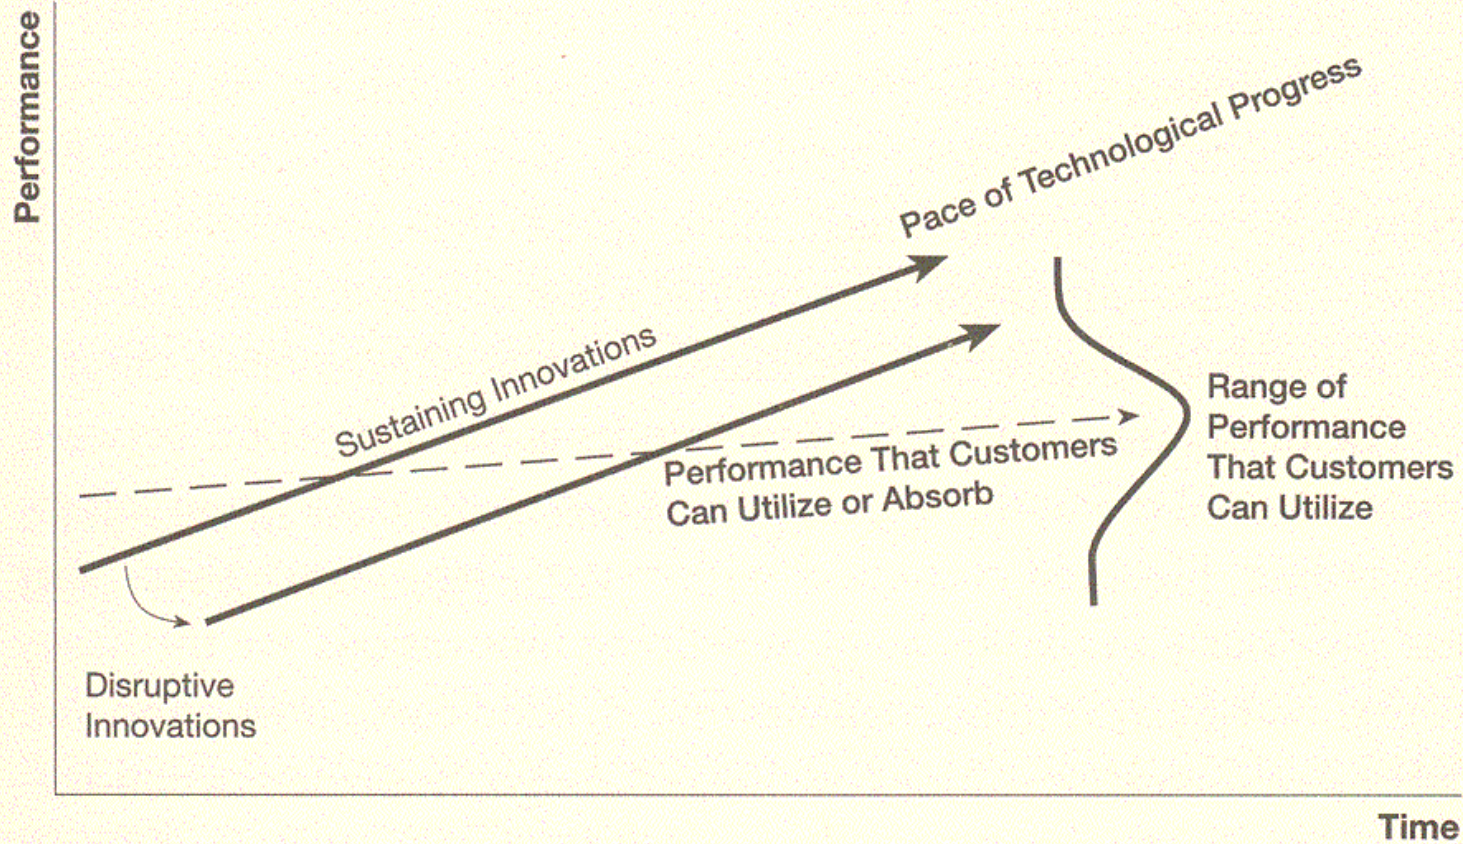 Performance
Pace of Technological Progress
Sustaining Innovations
Range of
Performance
That Customers
Can Utilize
Performance That Customers
Can Utilize or Absorb
Disruptive
Innovations
Time